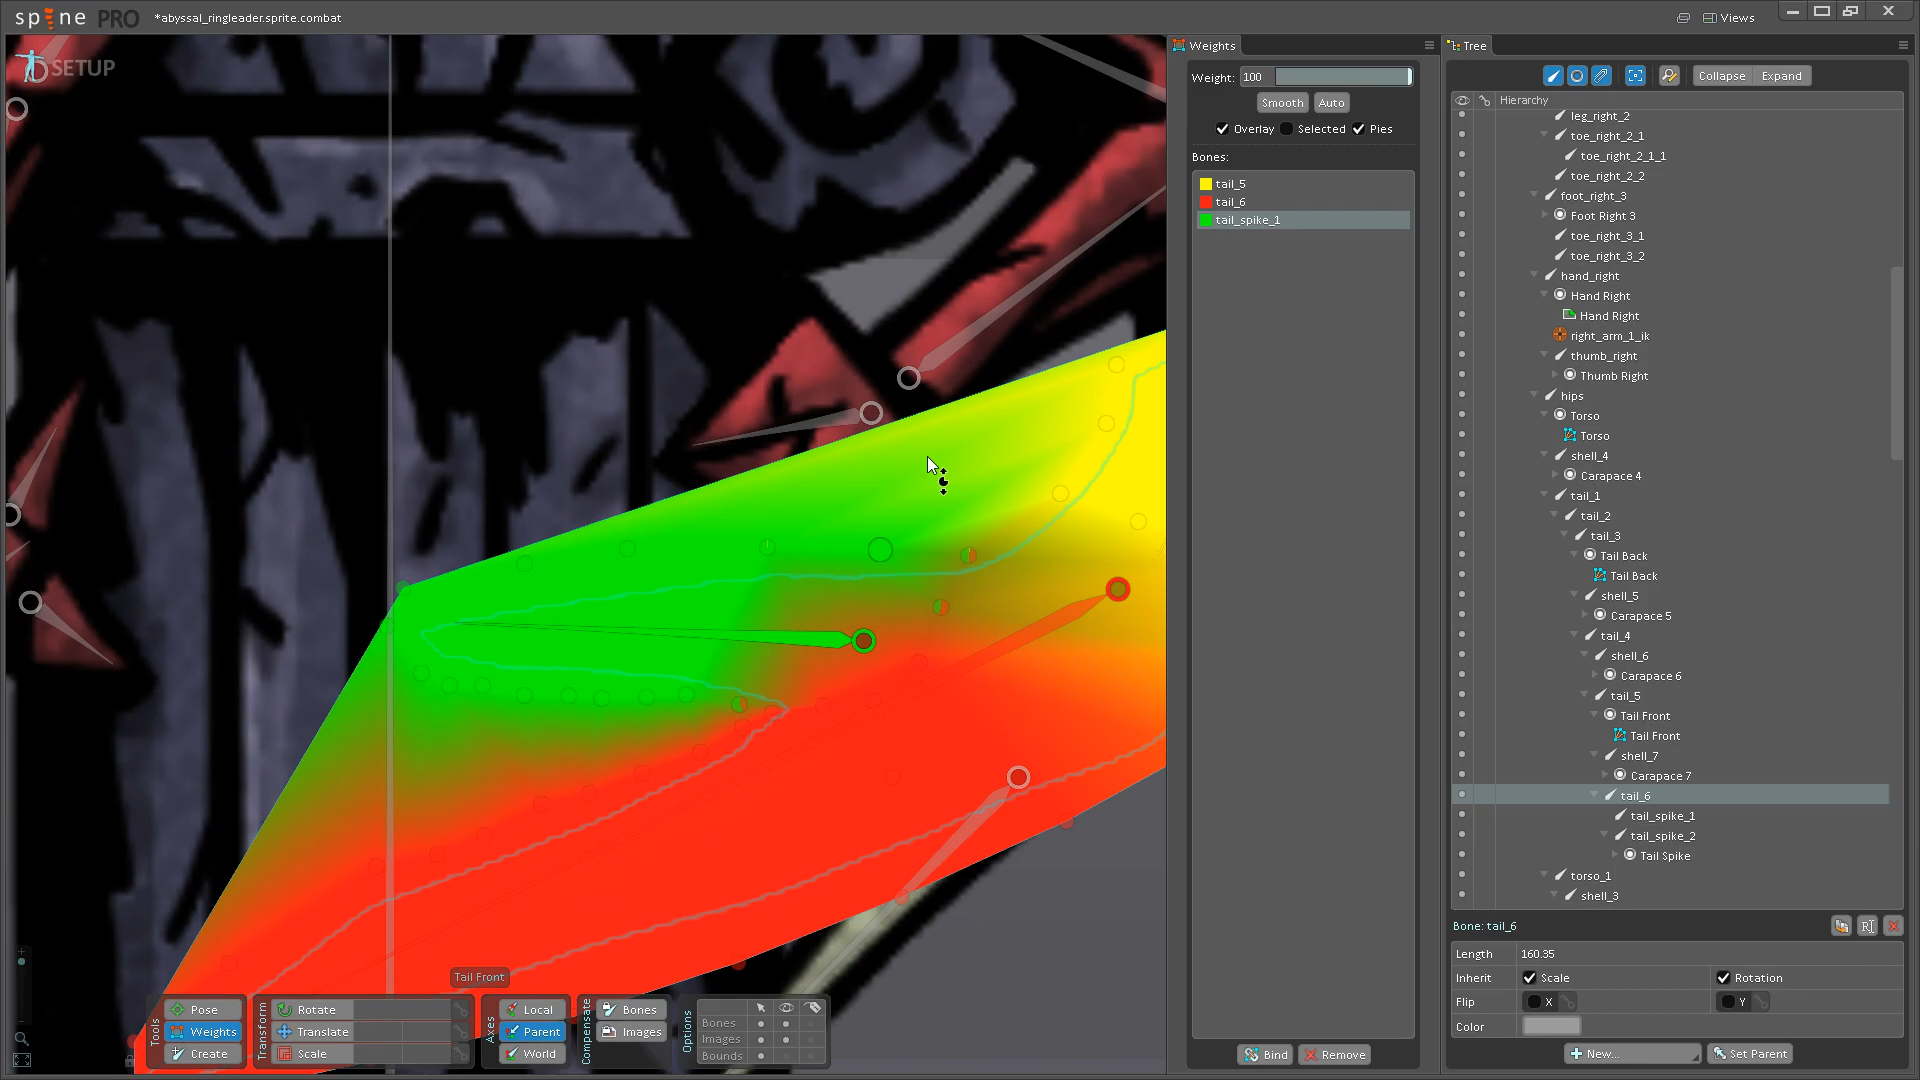 spine PRO
*abyssal_ringleader.sprite.combat
Views
SETUP
Weights
Weight: 100
Smooth Auto
Overlay Selected Pies
Bones:
tail_5
tail_6
tail_spike_1
Bind Remove
Tree
Collapse Expand
Hierarchy
leg_right_2
toe_right_2_1
toe_right_2_1_1
toe_right_2_2
foot_right_3
Foot Right 3
toe_right_3_1
toe_right_3_2
hand_right
Hand Right
Hand Right
right_arm_1_ik
thumb_right
Thumb Right
hips
Torso
Torso
shell_4
Carapace 4
tail_1
tail_2
tail_3
Tail Back
Tail Back
shell_5
Carapace 5
tail_4
shell_6
Carapace 6
tail_5
Tail Front
Tail Front
shell_7
Carapace 7
tail_6
tail_spike_1
tail_spike_2
Tail Spike
torso_1
shell_3
Bone: tail_6
Length 160.35
Inherit Scale Rotation
Flip X Y
Color
New... Set Parent
Tail Front
Tools
Pose
Weights
Create
Transform
Rotate
Translate
Scale
Axes
Local
Parent
World
Compensate
Bones
Images
Options
Bones
Images
Bounds